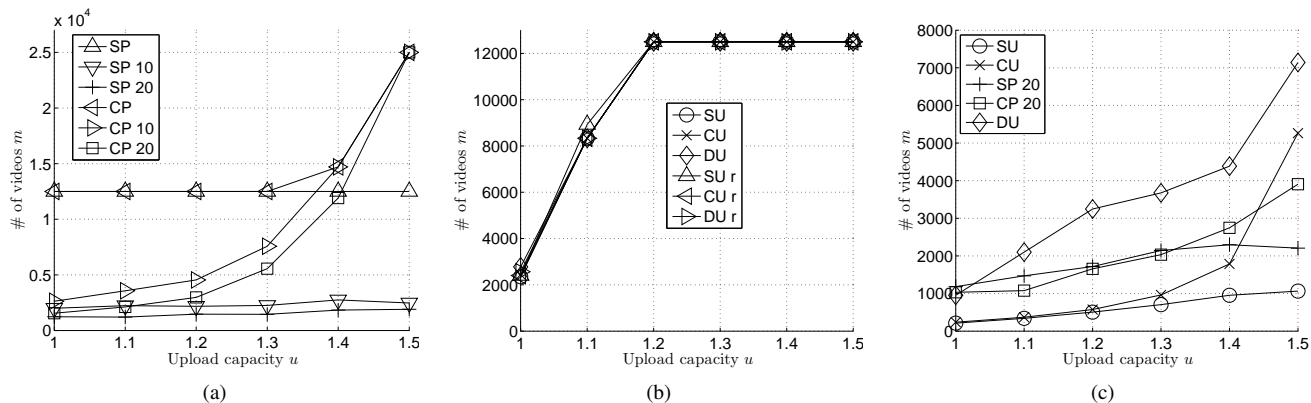 x 10⁴
2.5
1.5
1
0.5
0
# of videos m
SP
SP 10
SP 20
CP
CP 10
CP 20
1 1.1 1.2 1.3 1.4 1.5
Upload capacity u
(a)
12000
10000
8000
6000
4000
2000
0
# of videos m
SU
CU
DU
SU r
CU r
DU r
1 1.1 1.2 1.3 1.4 1.5
Upload capacity u
(b)
8000
7000
6000
5000
4000
3000
2000
1000
0
# of videos m
SU
CU
SP 20
CP 20
DU
1 1.1 1.2 1.3 1.4 1.5
Upload capacity u
(c)